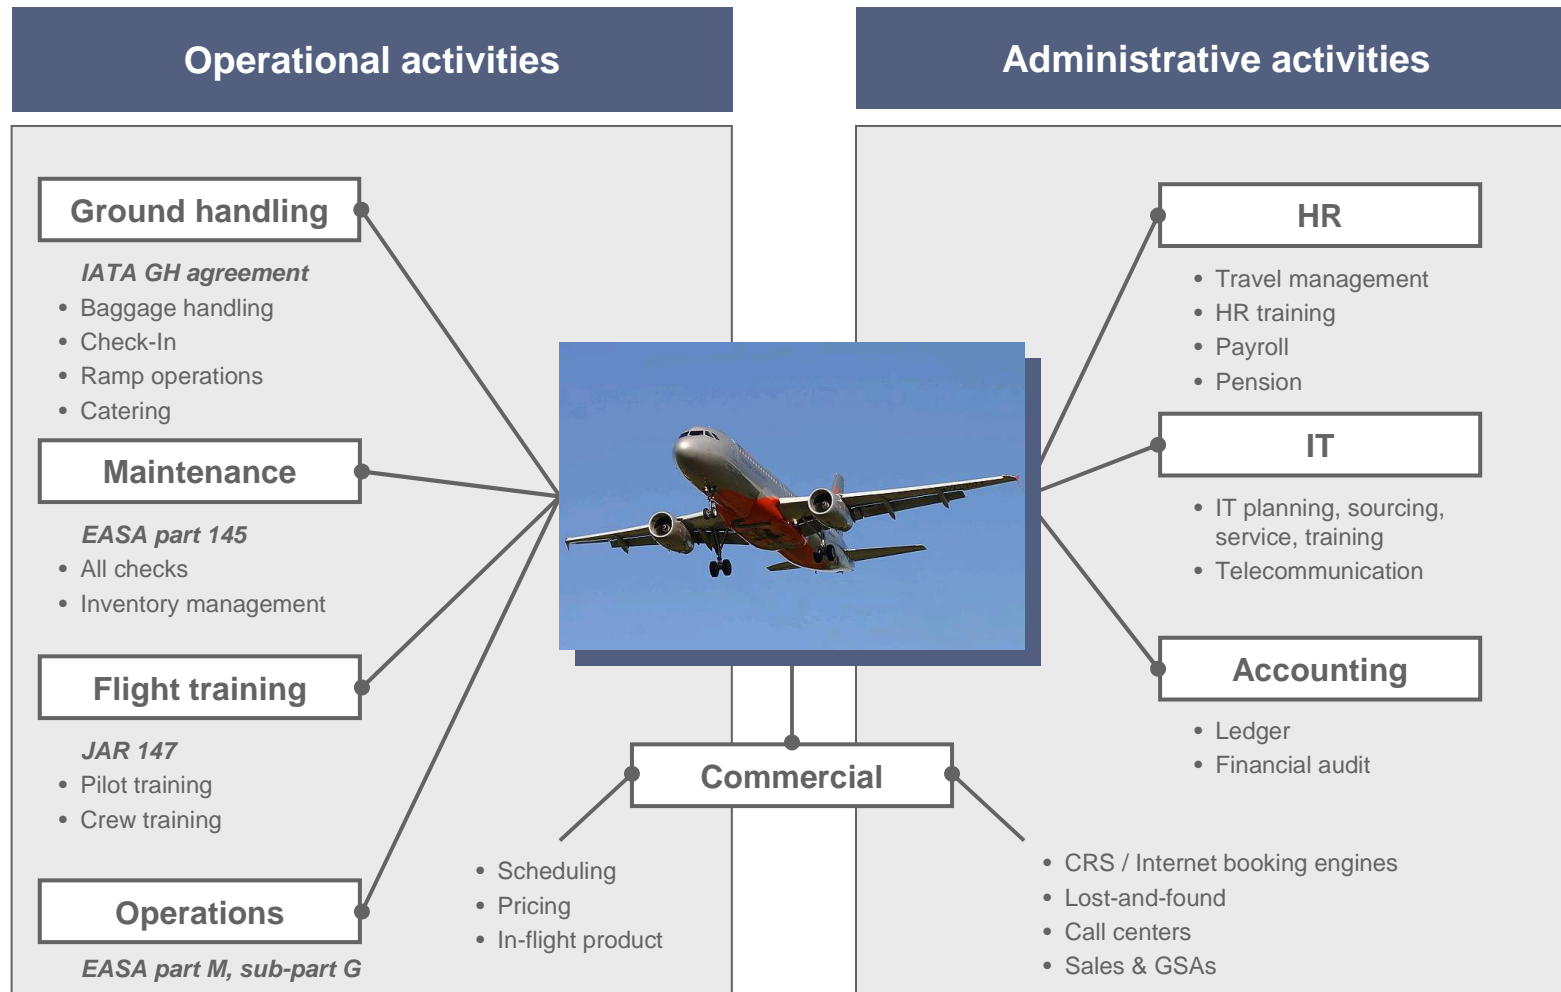 Operational activities
Administrative activities
Ground handling
IATA GH agreement
• Baggage handling
• Check-In
• Ramp operations
• Catering
Maintenance
EASA part 145
• All checks
• Inventory management
Flight training
JAR 147
• Pilot training
• Crew training
Operations
EASA part M, sub-part G
Commercial
• Scheduling
• Pricing
• In-flight product
• CRS / Internet booking engines
• Lost-and-found
• Call centers
• Sales & GSAs
HR
• Travel management
• HR training
• Payroll
• Pension
IT
• IT planning, sourcing,
service, training
• Telecommunication
Accounting
• Ledger
• Financial audit